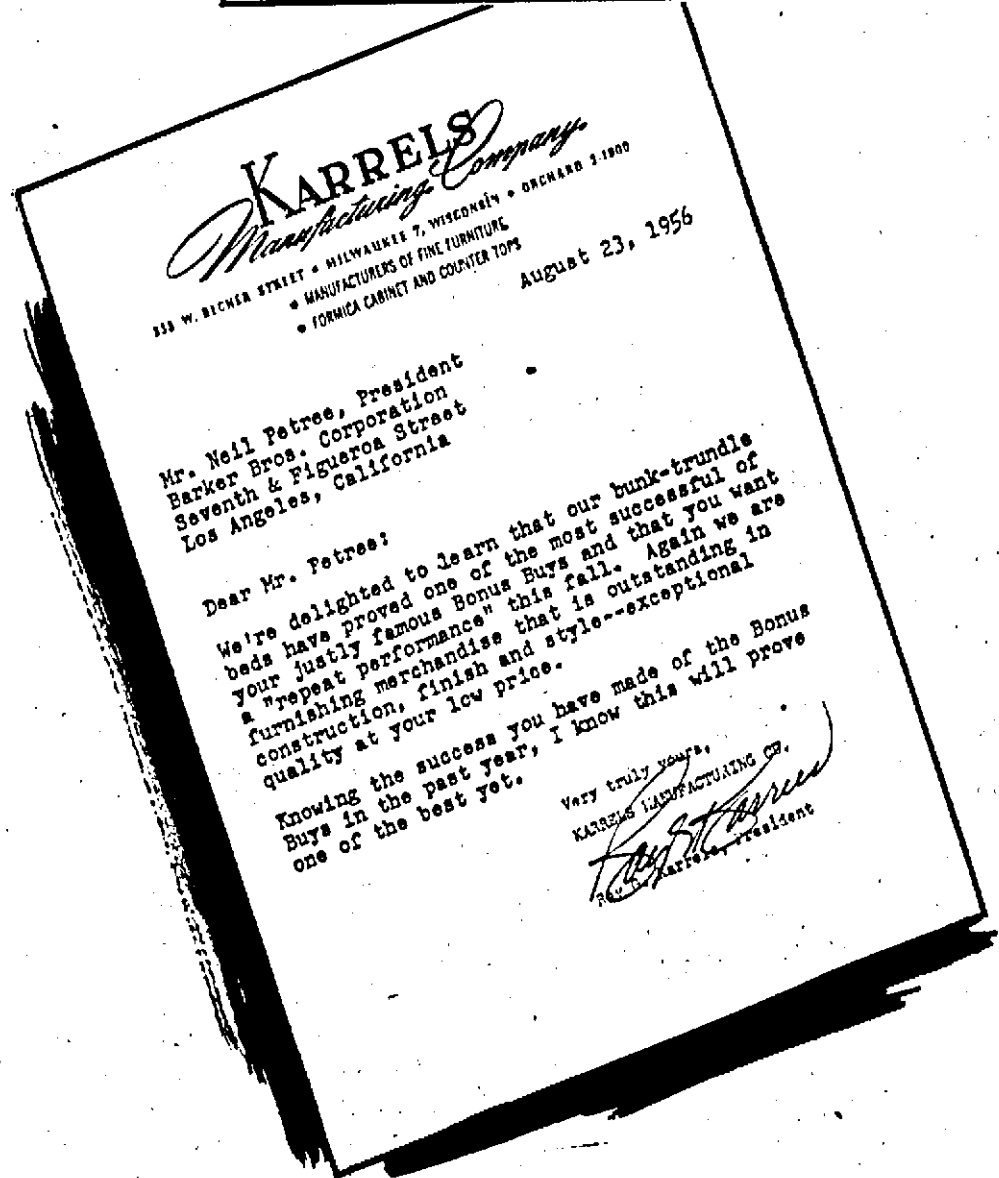 KARRELS
Manufacturing Company
W. BECHER STREET • MILWAUKEE 7, WISCONSIN • ORCHARD
• MANUFACTURERS OF FINE FURNITURE
• FORMICA CABINET AND COUNTER TOPS
August 23, 1956
Mr. Neil Petree, President
Barker Bros. Corporation
Seventh & Figueroa Street
Los Angeles, California
Dear Mr. Petree:
We're delighted to learn that our bunk-trundle
beds have proved one of the most successful of
your justly famous Bonus Buys and that you want
a "repeat performance" this fall. Again we are
furnishing merchandise that is outstanding in
construction, finish and style--exceptional
quality at your low price.
Knowing the success you have made of the Bonus
Buys in the past year, I know this will prove
one of the best yet.
Very truly yours,
KARRELS MANUFACTURING CO.
Karrels, President